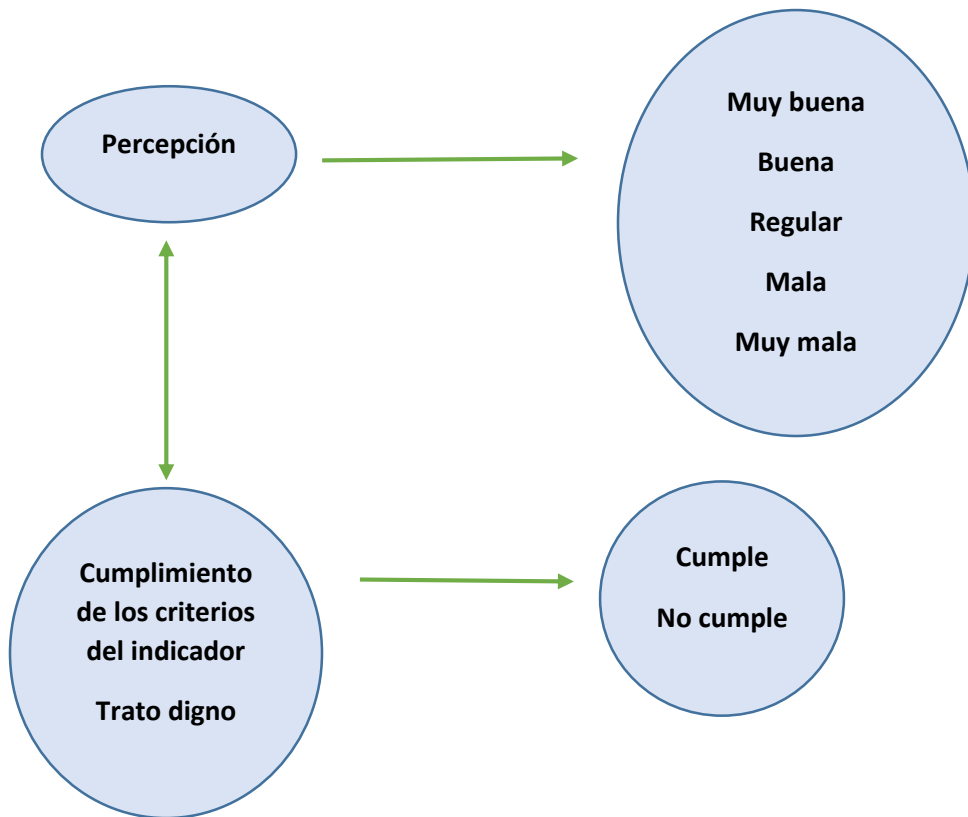 Percepción
Muy buena
Buena
Regular
Mala
Muy mala
Cumplimiento
de los criterios
del indicador
Trato digno
Cumple
No cumple